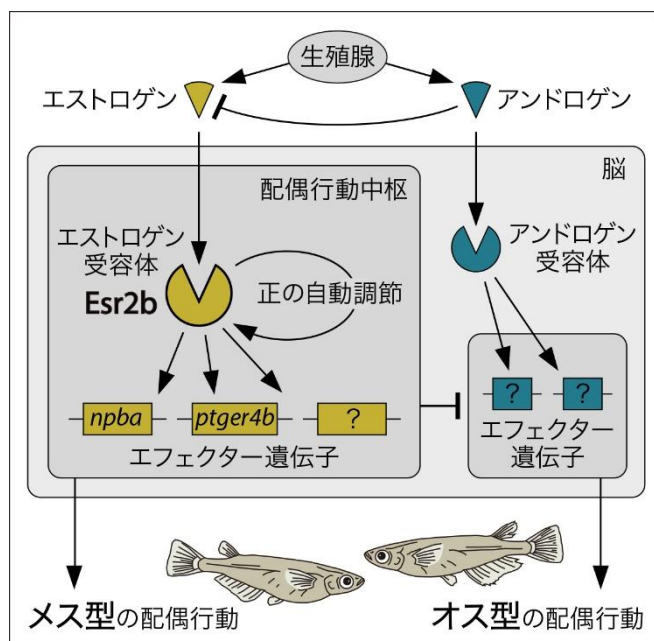 生殖腺
エストロゲン
アンドロゲン
脳
配偶行動中枢
エストロゲン
受容体
Esr2b
正の自動調節
アンドロゲン
受容体
npba
ptger4b
?
エフェクター遺伝子
? ?
エフェクター
遺伝子
メス型の配偶行動
オス型の配偶行動